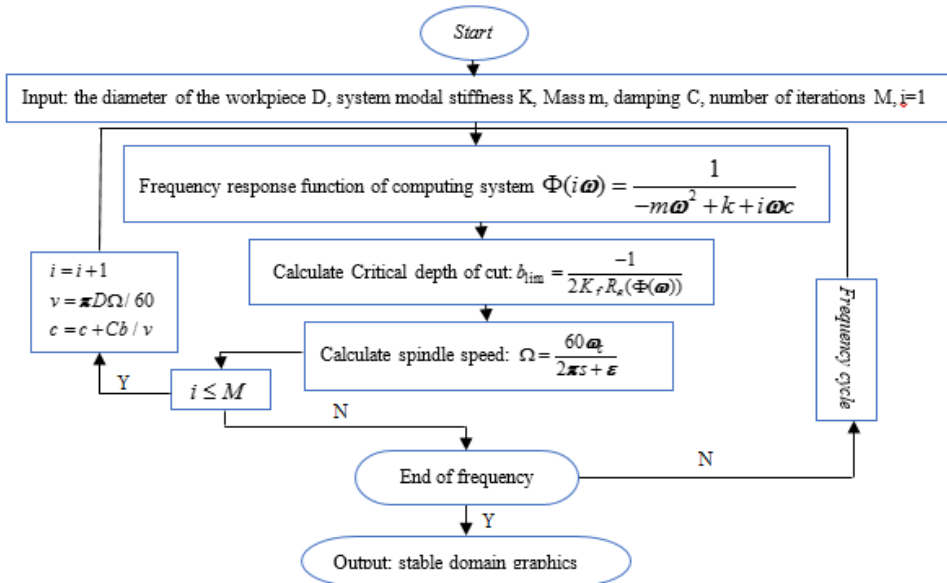 Start
Input: the diameter of the workpiece D, system modal stiffness K, Mass m, damping C, number of iterations M, i=1
Frequency response function of computing system Φ(iω) = 1 / (-mω² + k + iωc)
Calculate Critical depth of cut: b_lim = -1 / (2K_f R_e(Φ(ω)))
Calculate spindle speed: Ω = 60ω_c / (2πs + ε)
i = i+1
v = πDΩ / 60
c = c + Cb / v
Y
i ≤ M
N
Frequency cycle
End of frequency
N
Y
Output: stable domain graphics